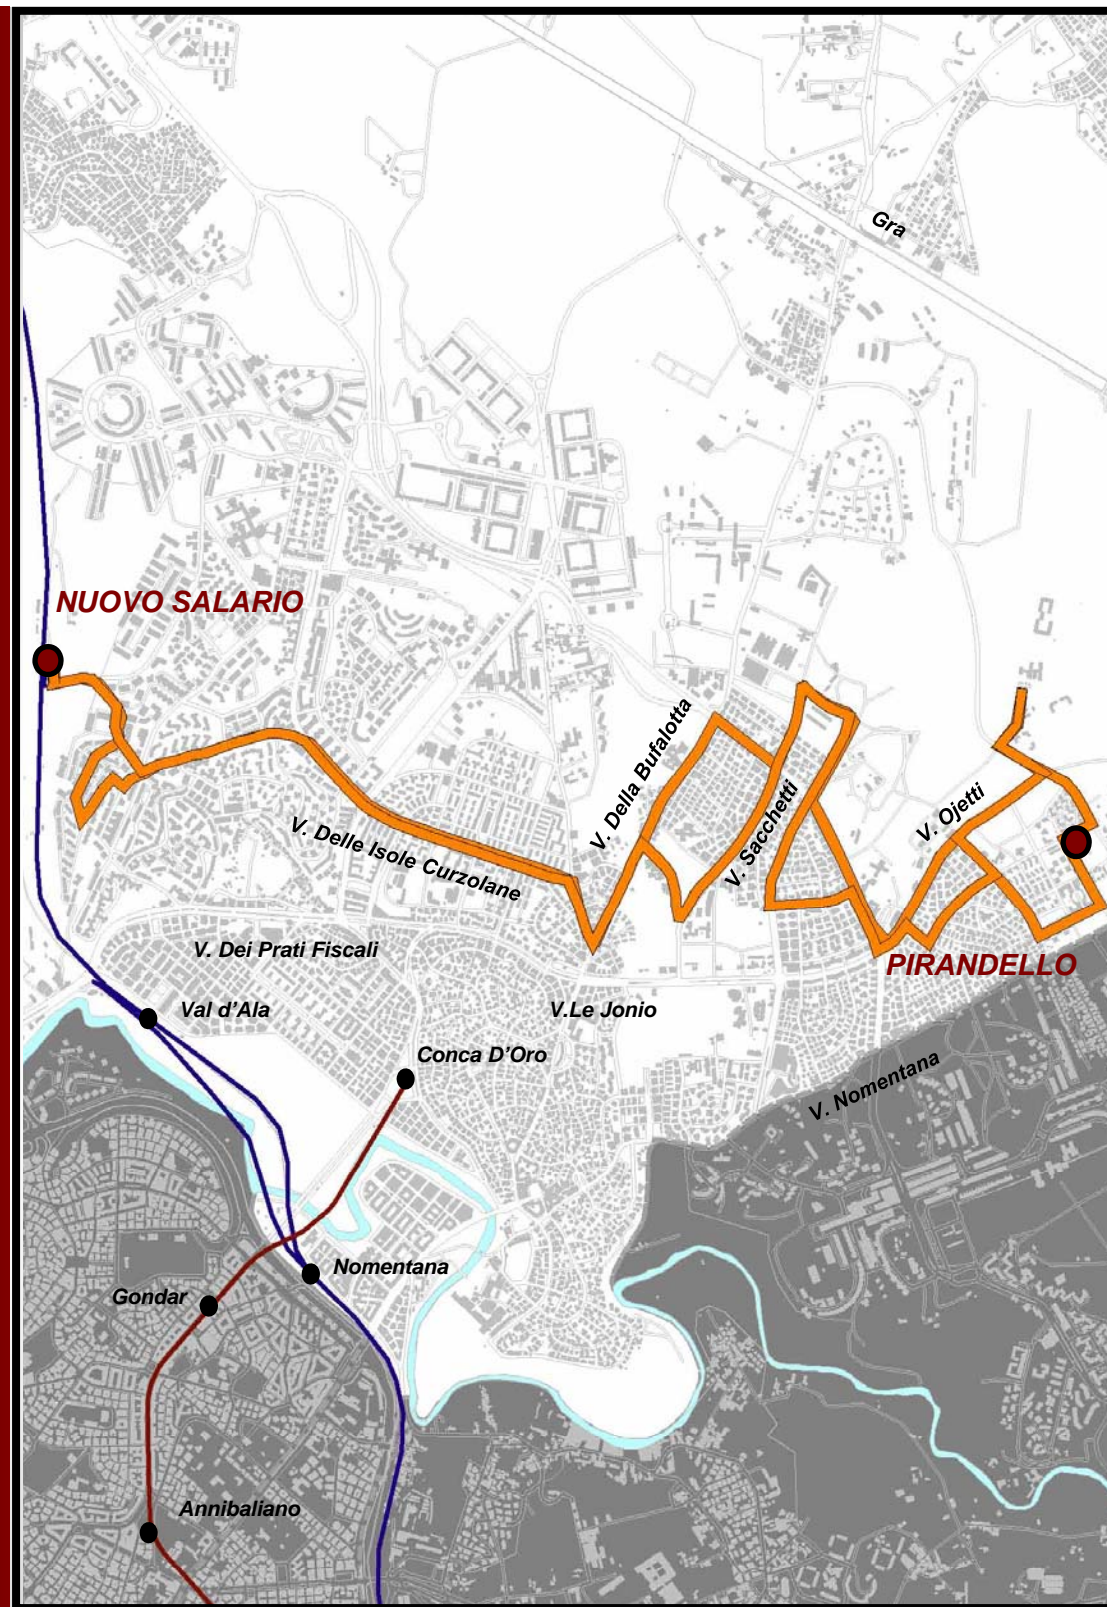 Gra
NUOVO SALARIO
V. Della Bufalotta
V. Sacchetti
V. Ojetti
V. Delle Isole Curzolane
V. Dei Prati Fiscali
PIRANDELLO
Val d'Ala
V.Le Jonio
Conca D'Oro
V. Nomentana
Nomentana
Gondar
Annibaliano